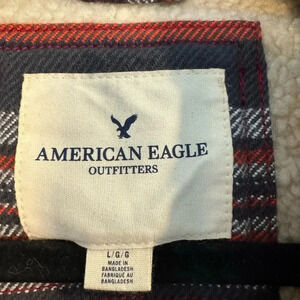 AMERICAN EAGLE
OUTFITTERS
L/G/G
MADE IN
BANGLADESH
FABRIQUÉ AU
BANGLADESH